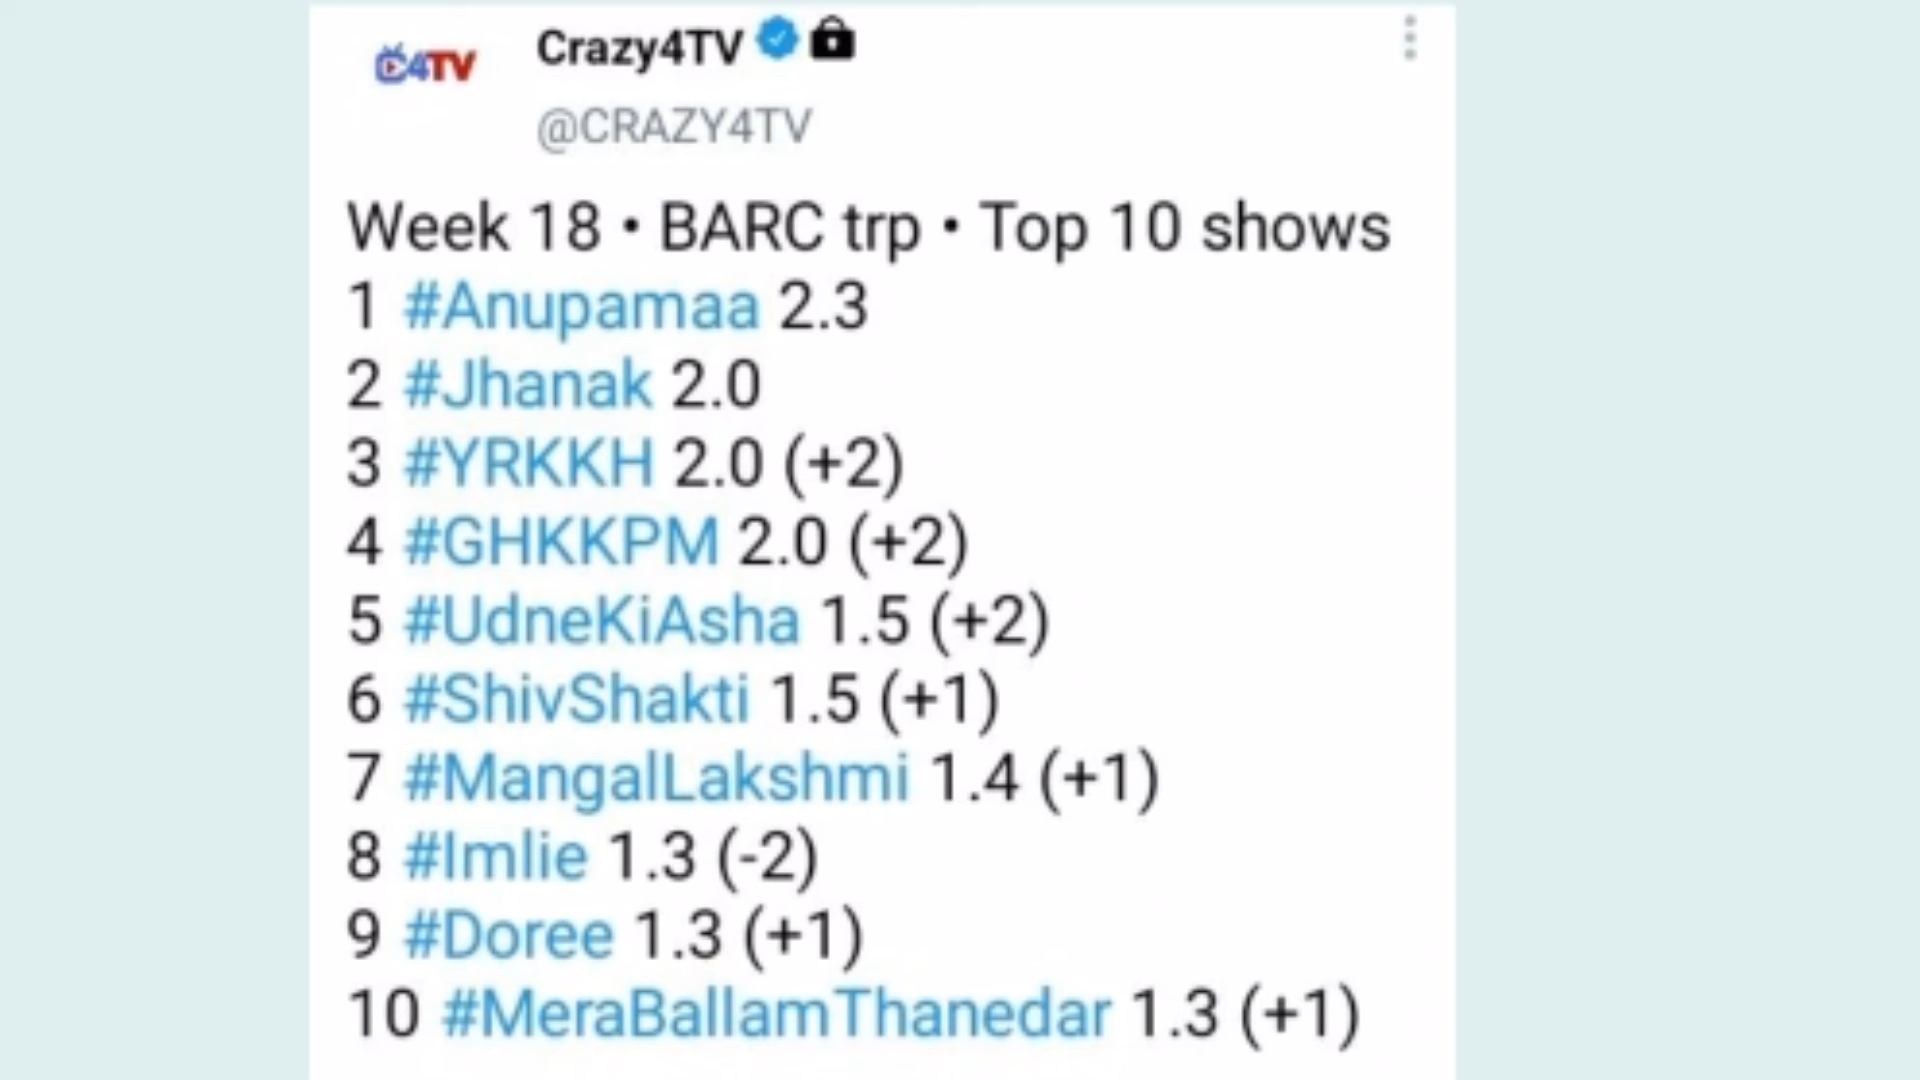 C4TV
Crazy4TV
@CRAZY4TV
Week 18 • BARC trp • Top 10 shows
1 #Anupamaa 2.3
2 #Jhanak 2.0
3 #YRKKH 2.0 (+2)
4 #GHKKPM 2.0 (+2)
5 #UdneKiAsha 1.5 (+2)
6 #ShivShakti 1.5 (+1)
7 #MangalLakshmi 1.4 (+1)
8 #Imlie 1.3 (-2)
9 #Doree 1.3 (+1)
10 #MeraBallamThanedar 1.3 (+1)